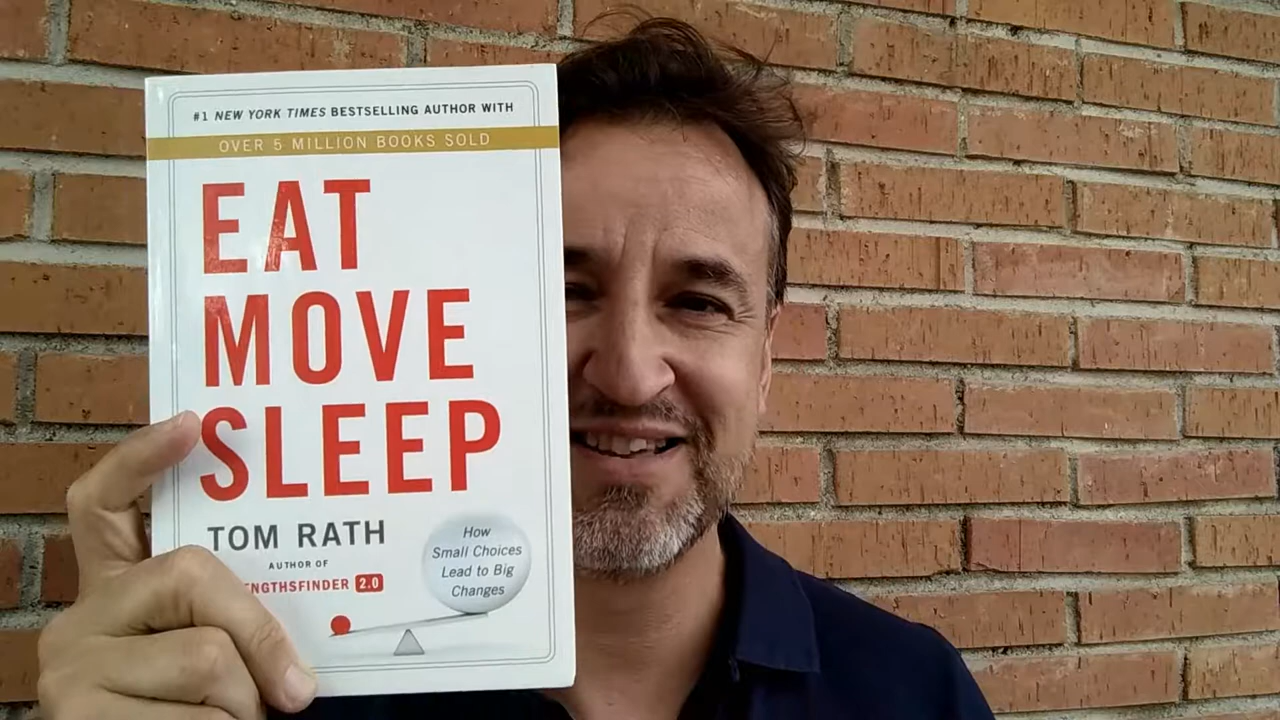 #1 NEW YORK TIMES BESTSELLING AUTHOR WITH
OVER 5 MILLION BOOKS SOLD
EAT
MOVE
SLEEP
TOM RATH
AUTHOR OF
ENGTHSFINDER 2.0
How
Small Choices
Lead to Big
Changes